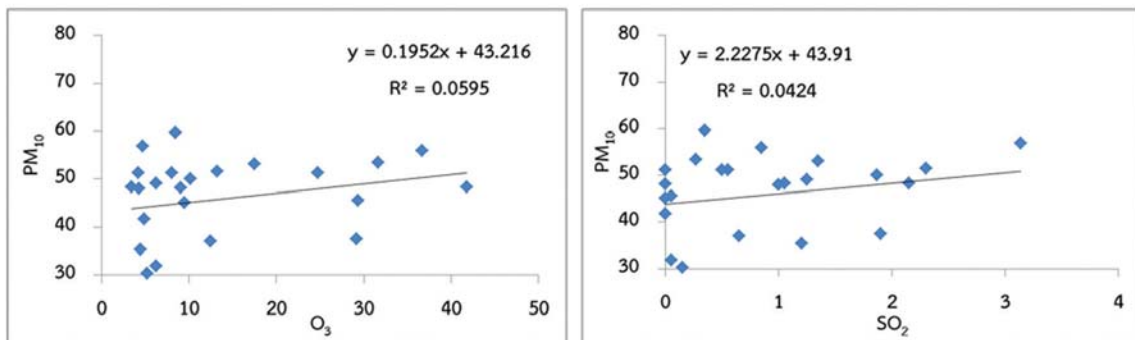 80
70
60
50
40
30
PM₁₀
y = 0.1952x + 43.216
R² = 0.0595
0 10 20 30 40 50
O₃
80
70
60
50
40
30
PM₁₀
y = 2.2275x + 43.91
R² = 0.0424
0 1 2 3 4
SO₂